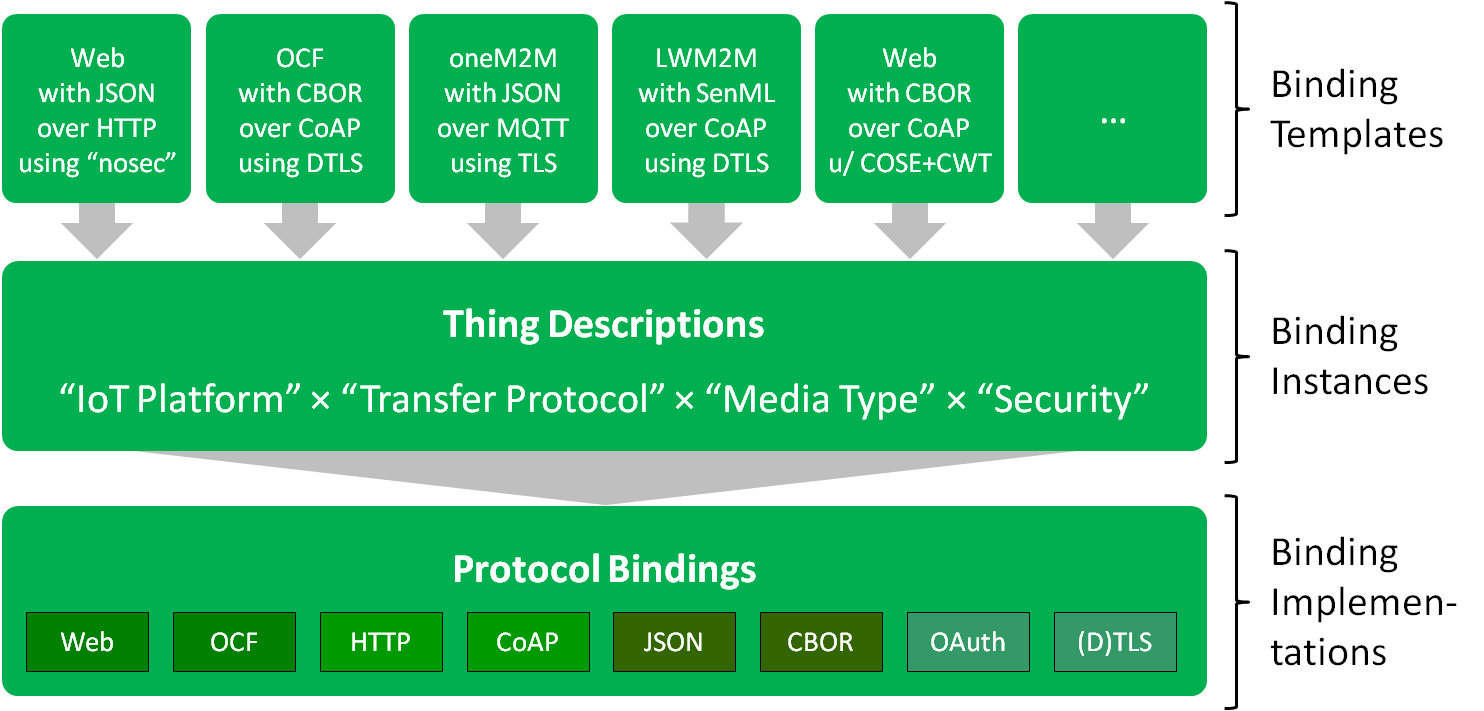 Web
with JSON
over HTTP
using “nosec”
OCF
with CBOR
over CoAP
using DTLS
oneM2M
with JSON
over MQTT
using TLS
LWM2M
with SenML
over CoAP
using DTLS
Web
with CBOR
over CoAP
u/ COSE+CWT
...
Binding
Templates
Thing Descriptions
“IoT Platform” × “Transfer Protocol” × “Media Type” × “Security”
Binding
Instances
Protocol Bindings
Web
OCF
HTTP
CoAP
JSON
CBOR
OAuth
(D)TLS
Binding
Implemen-
tations